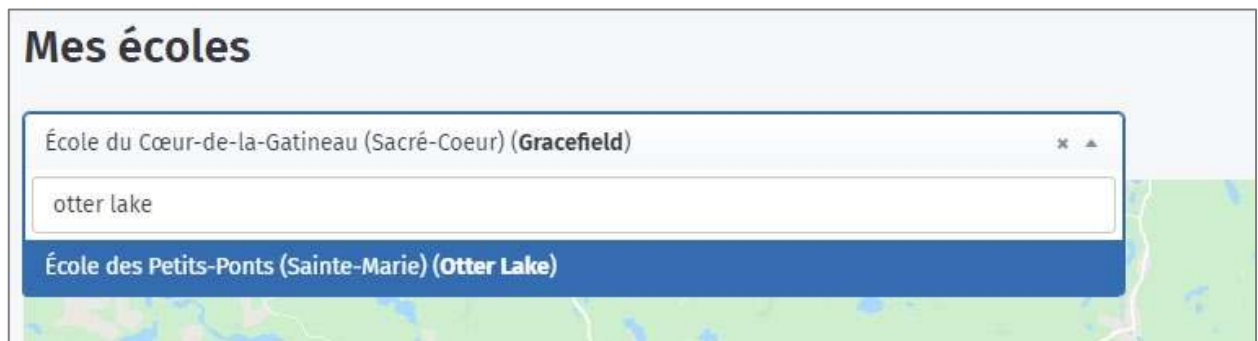 Mes écoles
École du Cœur-de-la-Gatineau (Sacré-Coeur) (Gracefield)
otter lake
École des Petits-Ponts (Sainte-Marie) (Otter Lake)